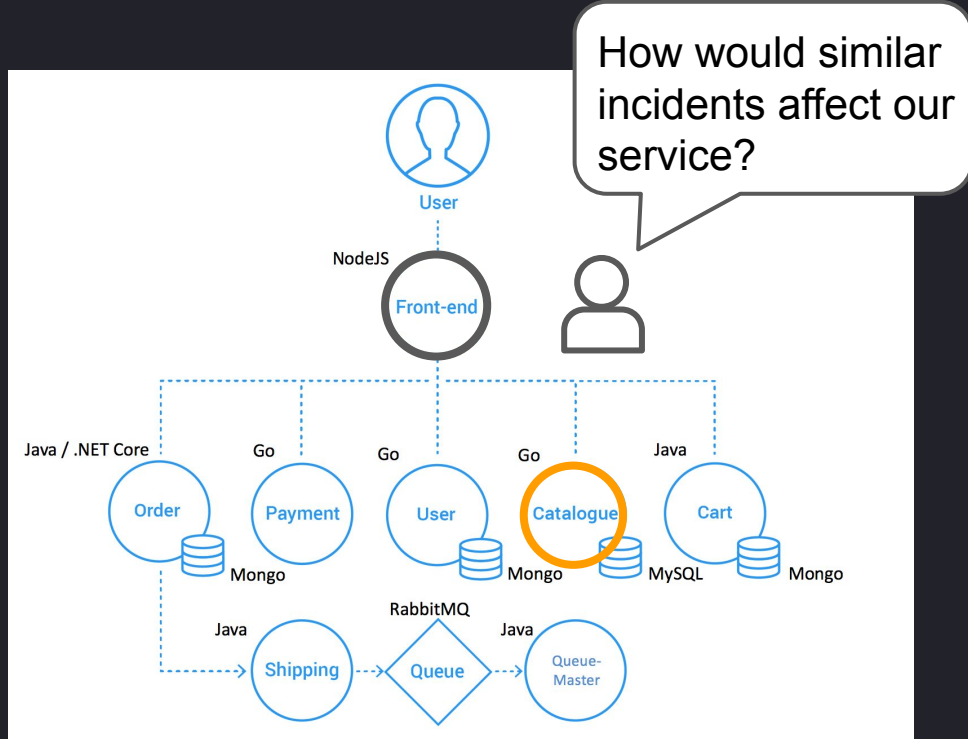 How would similar
incidents affect our
service?
User
NodeJS
Front-end
Java / .NET Core
Go
Go
Go
Java
Order
Payment
User
Catalogue
Cart
Mongo
Mongo
MySQL
Mongo
RabbitMQ
Java
Java
Shipping
Queue
Queue-
Master